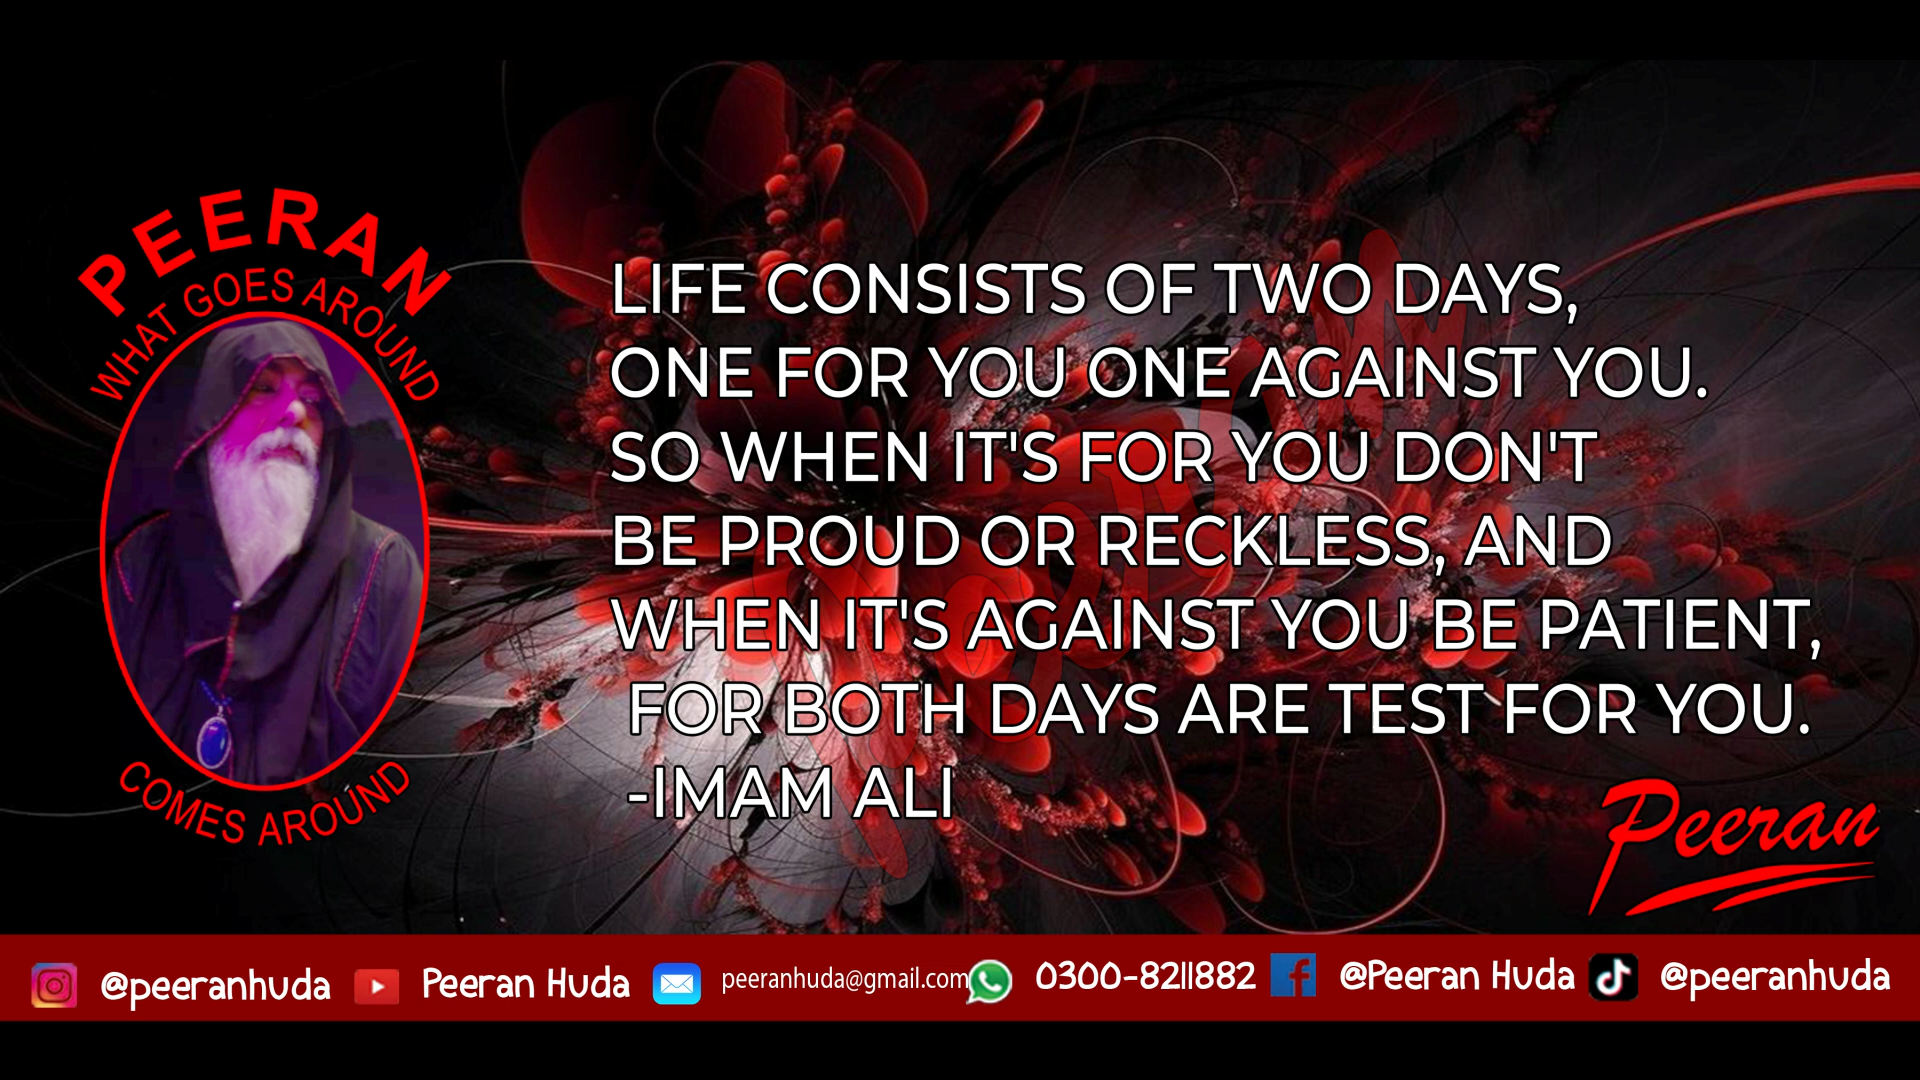 PEERAN
WHAT GOES AROUND
COMES AROUND
LIFE CONSISTS OF TWO DAYS,
ONE FOR YOU ONE AGAINST YOU.
SO WHEN IT'S FOR YOU DON'T
BE PROUD OR RECKLESS, AND
WHEN IT'S AGAINST YOU BE PATIENT,
FOR BOTH DAYS ARE TEST FOR YOU.
-IMAM ALI
Peeran
@peeranhuda Peeran Huda peeranhuda@gmail.com 0300-8211882 @Peeran Huda @peeranhuda